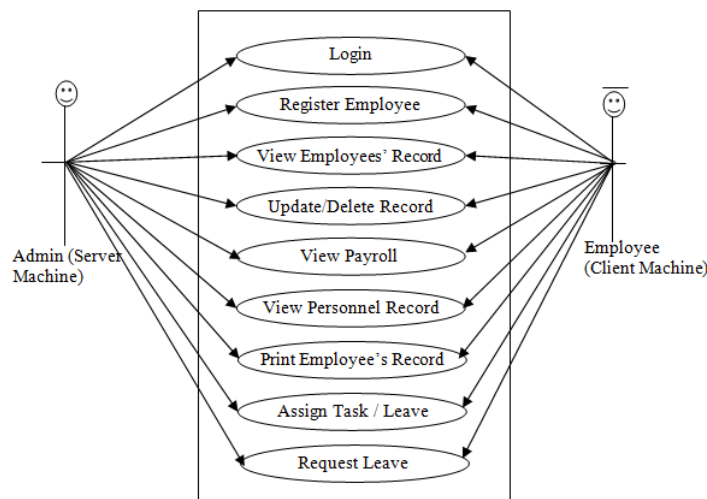 Login
Register Employee
View Employees' Record
Update/Delete Record
View Payroll
View Personnel Record
Print Employee's Record
Assign Task / Leave
Request Leave
Admin (Server
Machine)
Employee
(Client Machine)